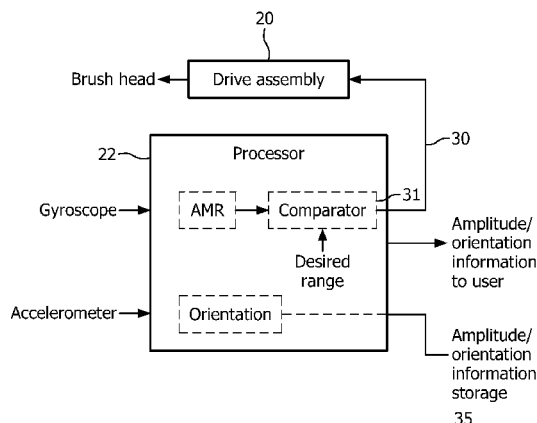 20
Brush head
Drive assembly
22
Processor
30
31
Gyroscope
AMR
Comparator
Amplitude/
orientation
information
to user
Desired
range
Accelerometer
Orientation
Amplitude/
orientation
information
storage
35